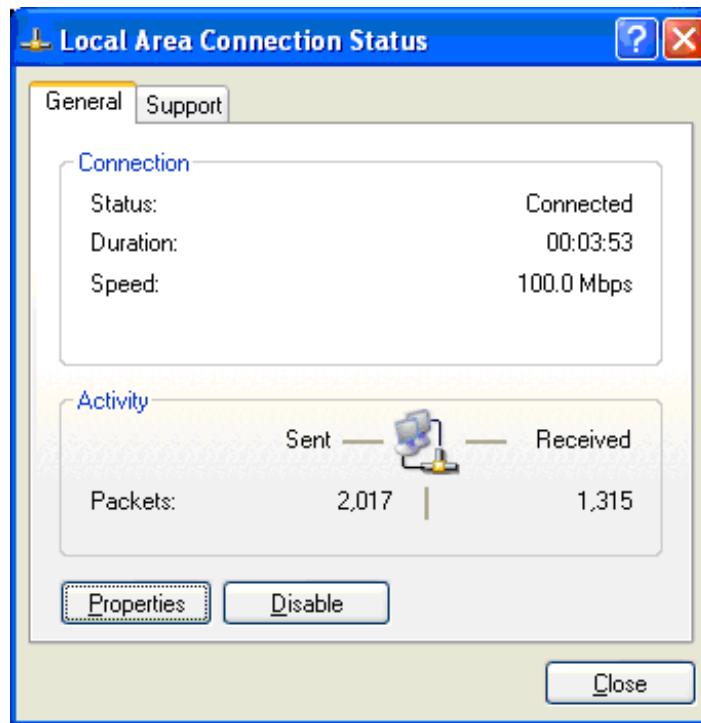 Local Area Connection Status
General Support
Connection
Status: Connected
Duration: 00:03:53
Speed: 100.0 Mbps
Activity
Sent Received
Packets: 2,017 1,315
Properties Disable
Close